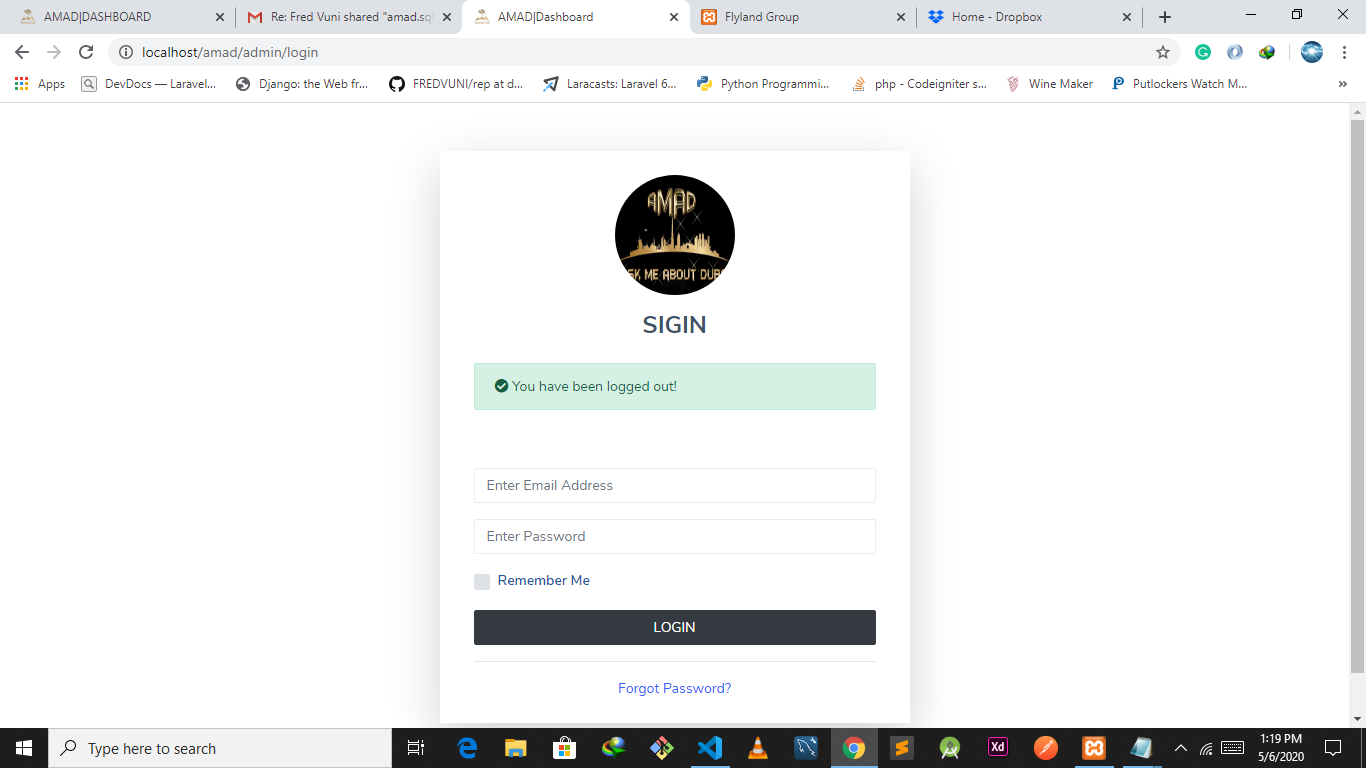 AMAD|DASHBOARD
Re: Fred Vuni shared "amad.sq
AMAD|Dashboard
Flyland Group
Home - Dropbox
localhost/amad/admin/login
Apps
DevDocs — Laravel...
Django: the Web fr...
FREDVUNI/rep at d...
Laracasts: Laravel 6...
Python Programmi...
php - Codeigniter s...
Wine Maker
Putlockers Watch M...
»
AMAD
SK ME ABOUT DUB
SIGIN
You have been logged out!
Enter Email Address
Enter Password
Remember Me
LOGIN
Forgot Password?
Type here to search
Xd
1:19 PM
5/6/2020